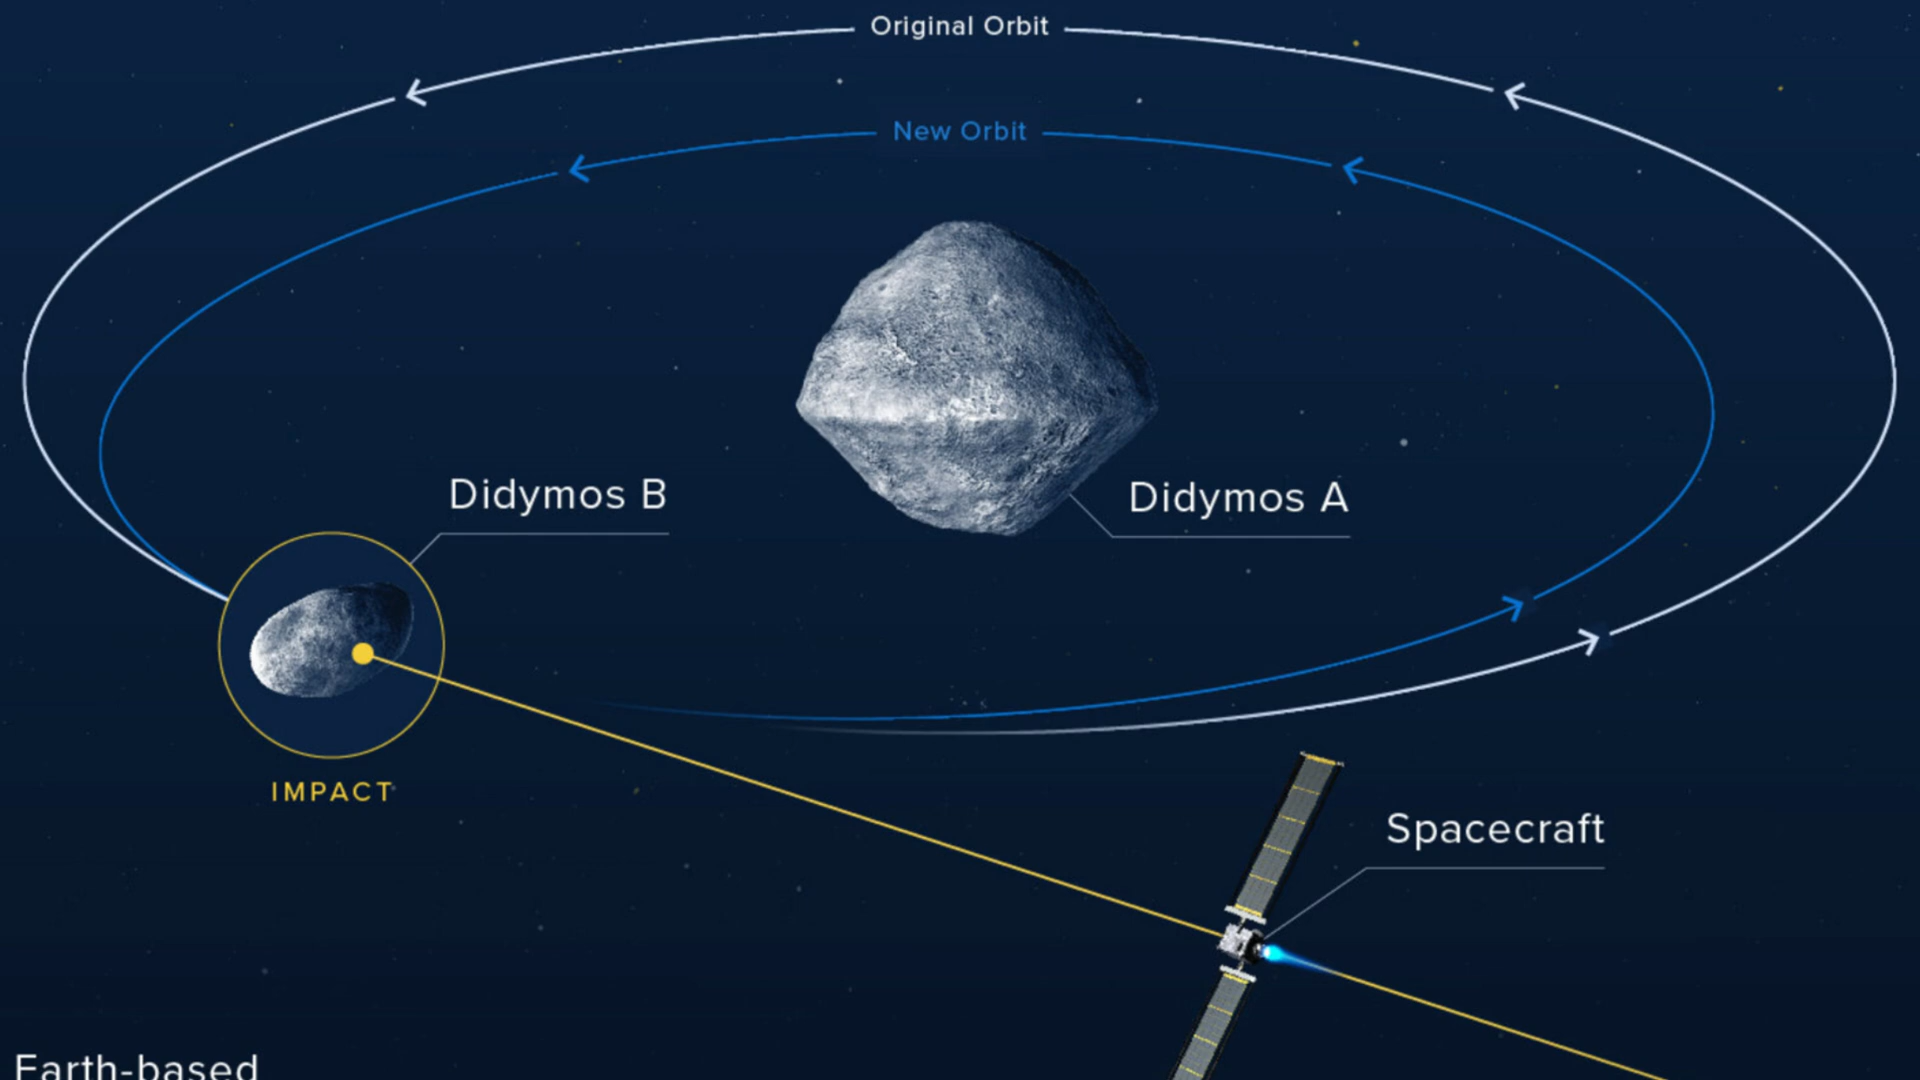 Original Orbit
New Orbit
Didymos B
Didymos A
IMPACT
Spacecraft
Earth-based